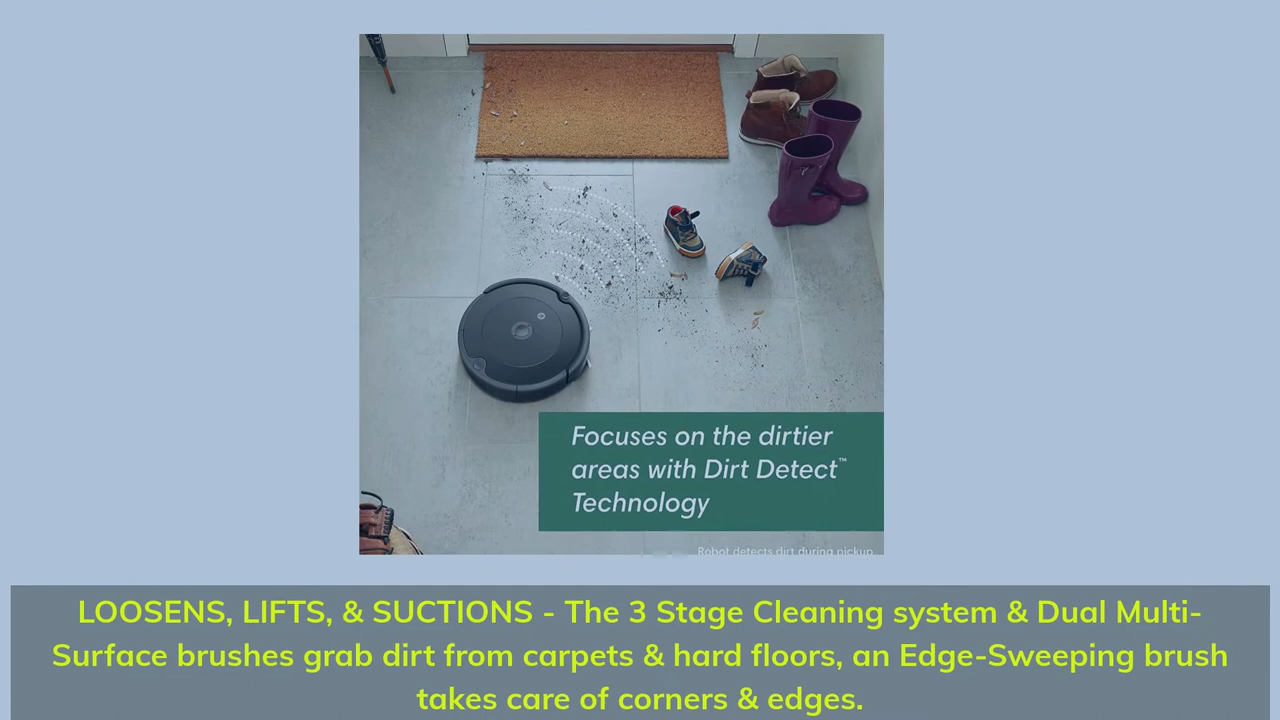 Focuses on the dirtier
areas with Dirt Detect™
Technology
Robot detects dirt during pickup
LOOSENS, LIFTS, & SUCTIONS - The 3 Stage Cleaning system & Dual Multi-
Surface brushes grab dirt from carpets & hard floors, an Edge-Sweeping brush
takes care of corners & edges.